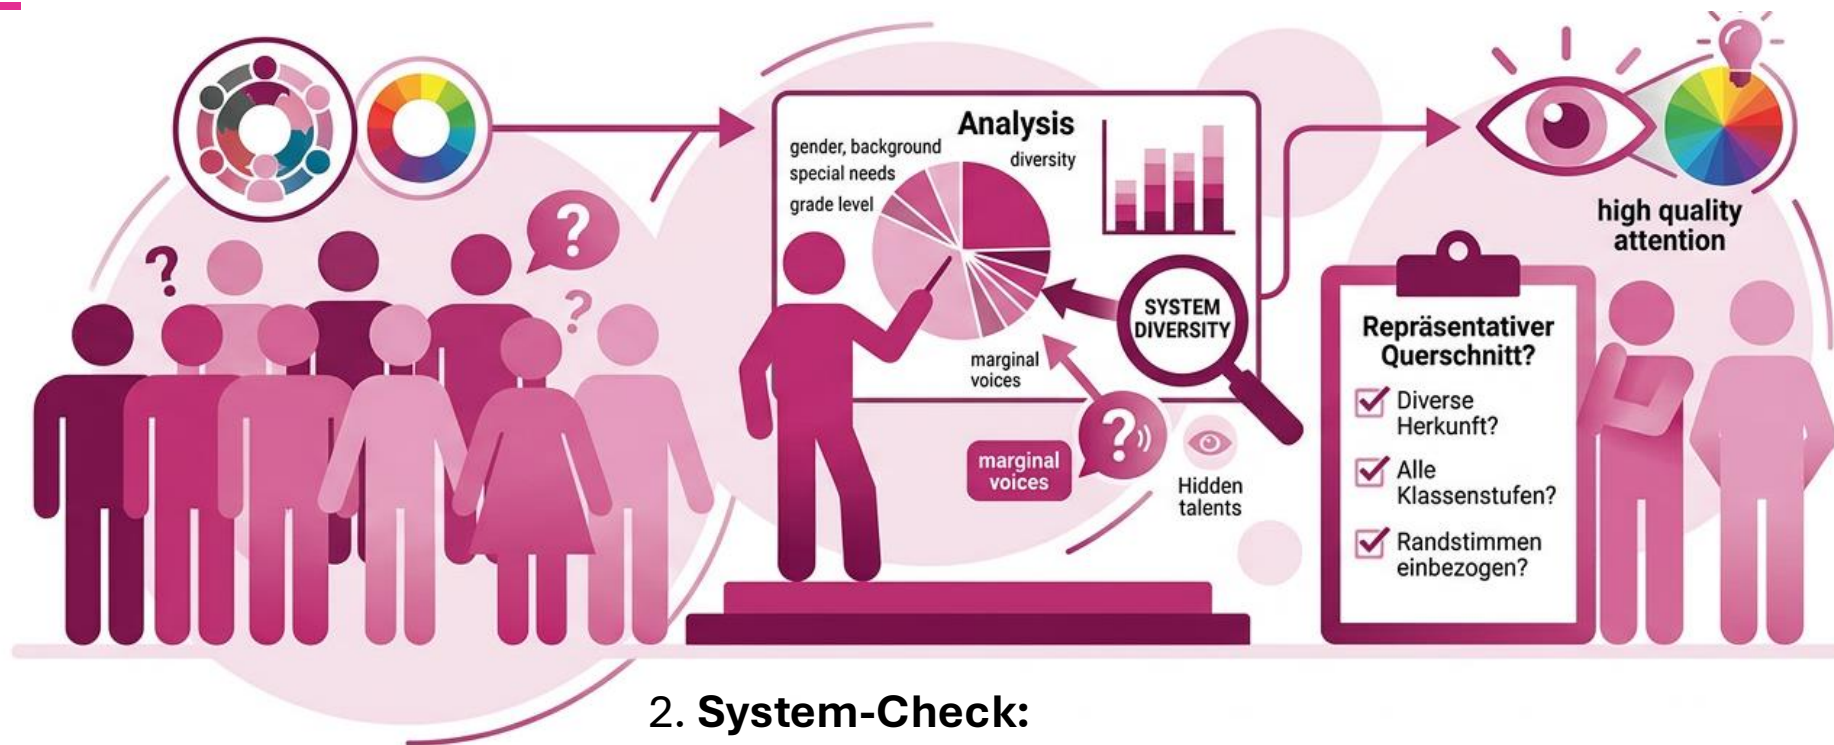 ?
?
?
Analysis
gender, background
special needs
grade level
diversity
SYSTEM
DIVERSITY
marginal
voices
marginal
voices
?
Hidden
talents
high quality
attention
Repräsentativer
Querschnitt?
Diverse
Herkunft?
Alle
Klassenstufen?
Randstimmen
einbezogen?
2. System-Check: